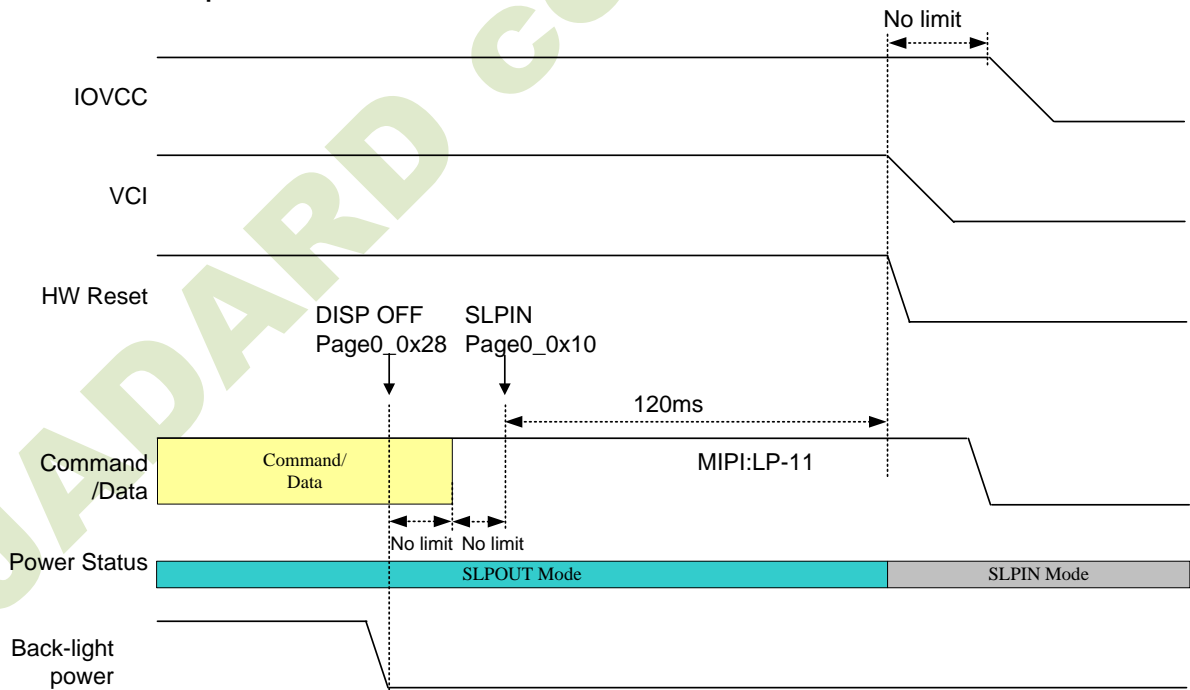 No limit
IOVCC
VCI
HW Reset
DISP OFF
Page0_0x28
SLPIN
Page0_0x10
120ms
Command
/Data
Command/
Data
MIPI:LP-11
No limit
No limit
Power Status
SLPOUT Mode
SLPIN Mode
Back-light
power